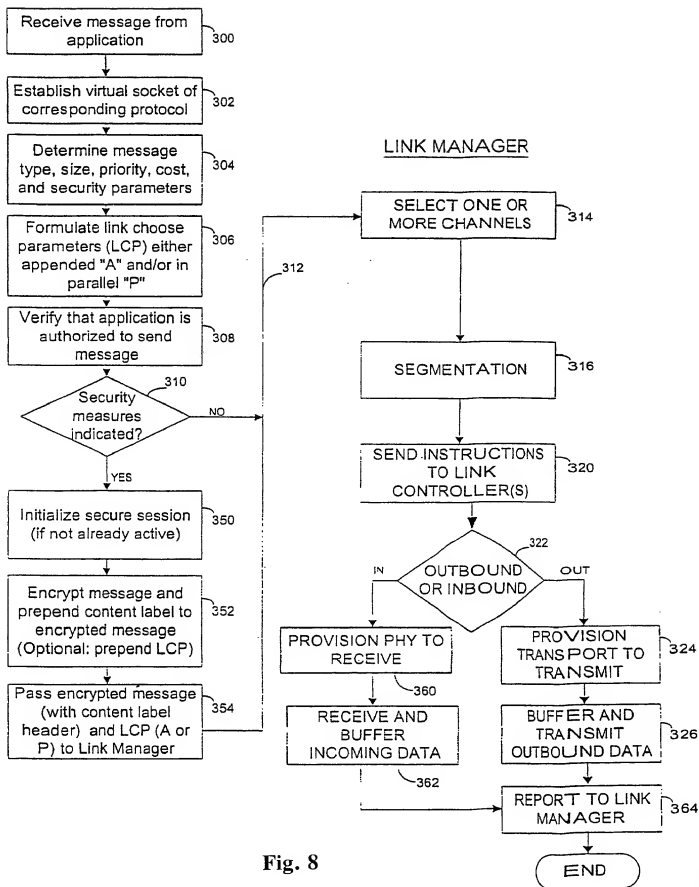 Receive message from
application
300
Establish virtual socket of
corresponding protocol
302
Determine message
type, size, priority, cost,
and security parameters
304
Formulate link choose
parameters (LCP) either
appended "A" and/or in
parallel "P"
306
312
Verify that application is
authorized to send
message
308
310
Security
measures
indicated?
NO
YES
Initialize secure session
(if not already active)
350
Encrypt message and
prepend content label to
encrypted message
(Optional: prepend LCP)
352
Pass encrypted message
(with content label
header) and LCP (A or
P) to Link Manager
354
LINK MANAGER
SELECT ONE OR
MORE CHANNELS
314
SEGMENTATION
316
SEND INSTRUCTIONS
TO LINK
CONTROLLER(S)
320
322
OUTBOUND
OR INBOUND
IN
OUT
PROVISION PHY TO
RECEIVE
360
RECEIVE AND
BUFFER
INCOMING DATA
362
PROVISION
TRANSPORT TO
TRANSMIT
324
BUFFER AND
TRANSMIT
OUTBOUND DATA
326
REPORT TO LINK
MANAGER
364
END
Fig. 8